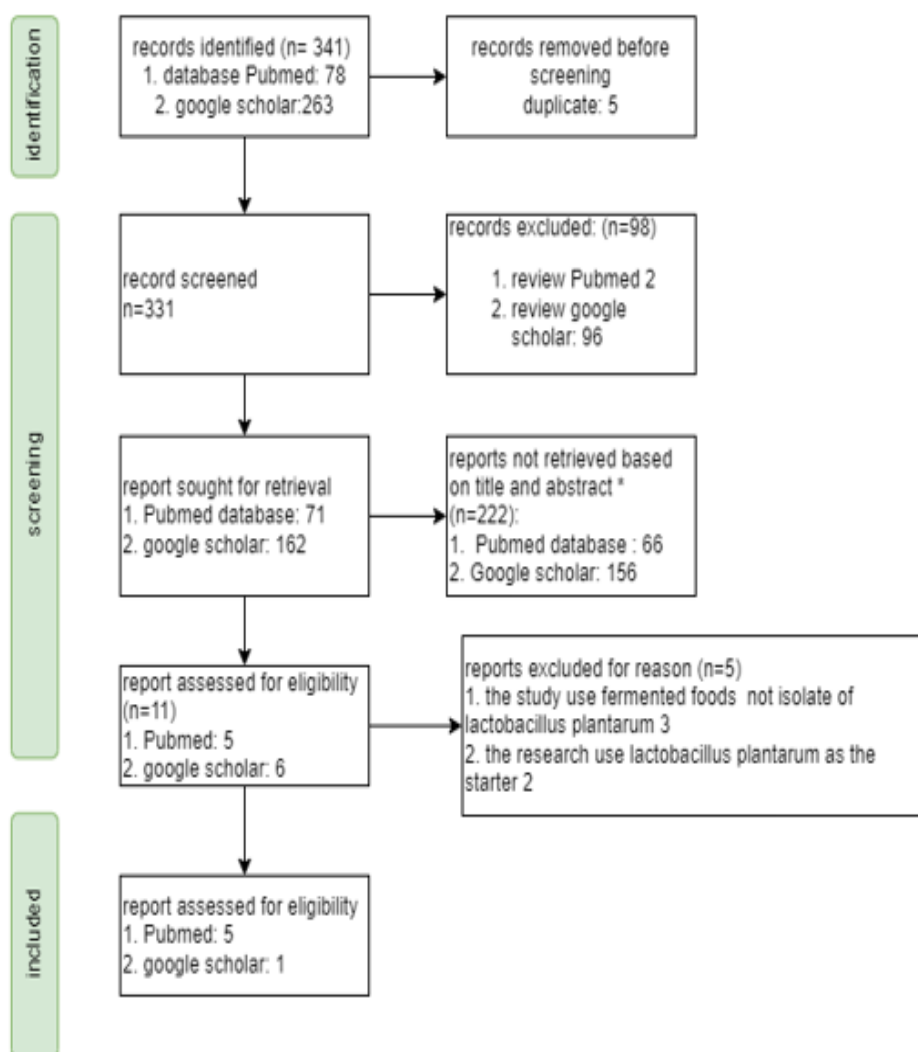 identification
records identified (n= 341)
1. database Pubmed: 78
2. google scholar:263
records removed before
screening
duplicate: 5
screening
record screened
n=331
records excluded: (n=98)
1. review Pubmed 2
2. review google
scholar: 96
report sought for retrieval
1. Pubmed database: 71
2. google scholar: 162
reports not retrieved based
on title and abstract *
(n=222):
1. Pubmed database : 66
2. Google scholar: 156
report assessed for eligibility
(n=11)
1. Pubmed: 5
2. google scholar: 6
reports excluded for reason (n=5)
1. the study use fermented foods not isolate of
lactobacillus plantarum 3
2. the research use lactobacillus plantarum as the
starter 2
included
report assessed for eligibility
1. Pubmed: 5
2. google scholar: 1